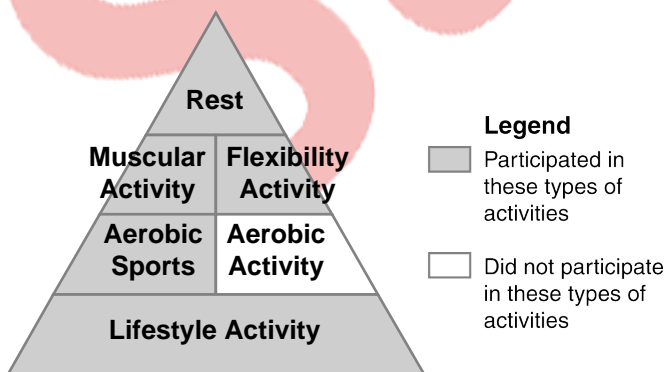 Rest
Muscular Activity
Flexibility Activity
Aerobic Sports
Aerobic Activity
Lifestyle Activity
Legend
Participated in
these types of
activities
Did not participate
in these types of
activities